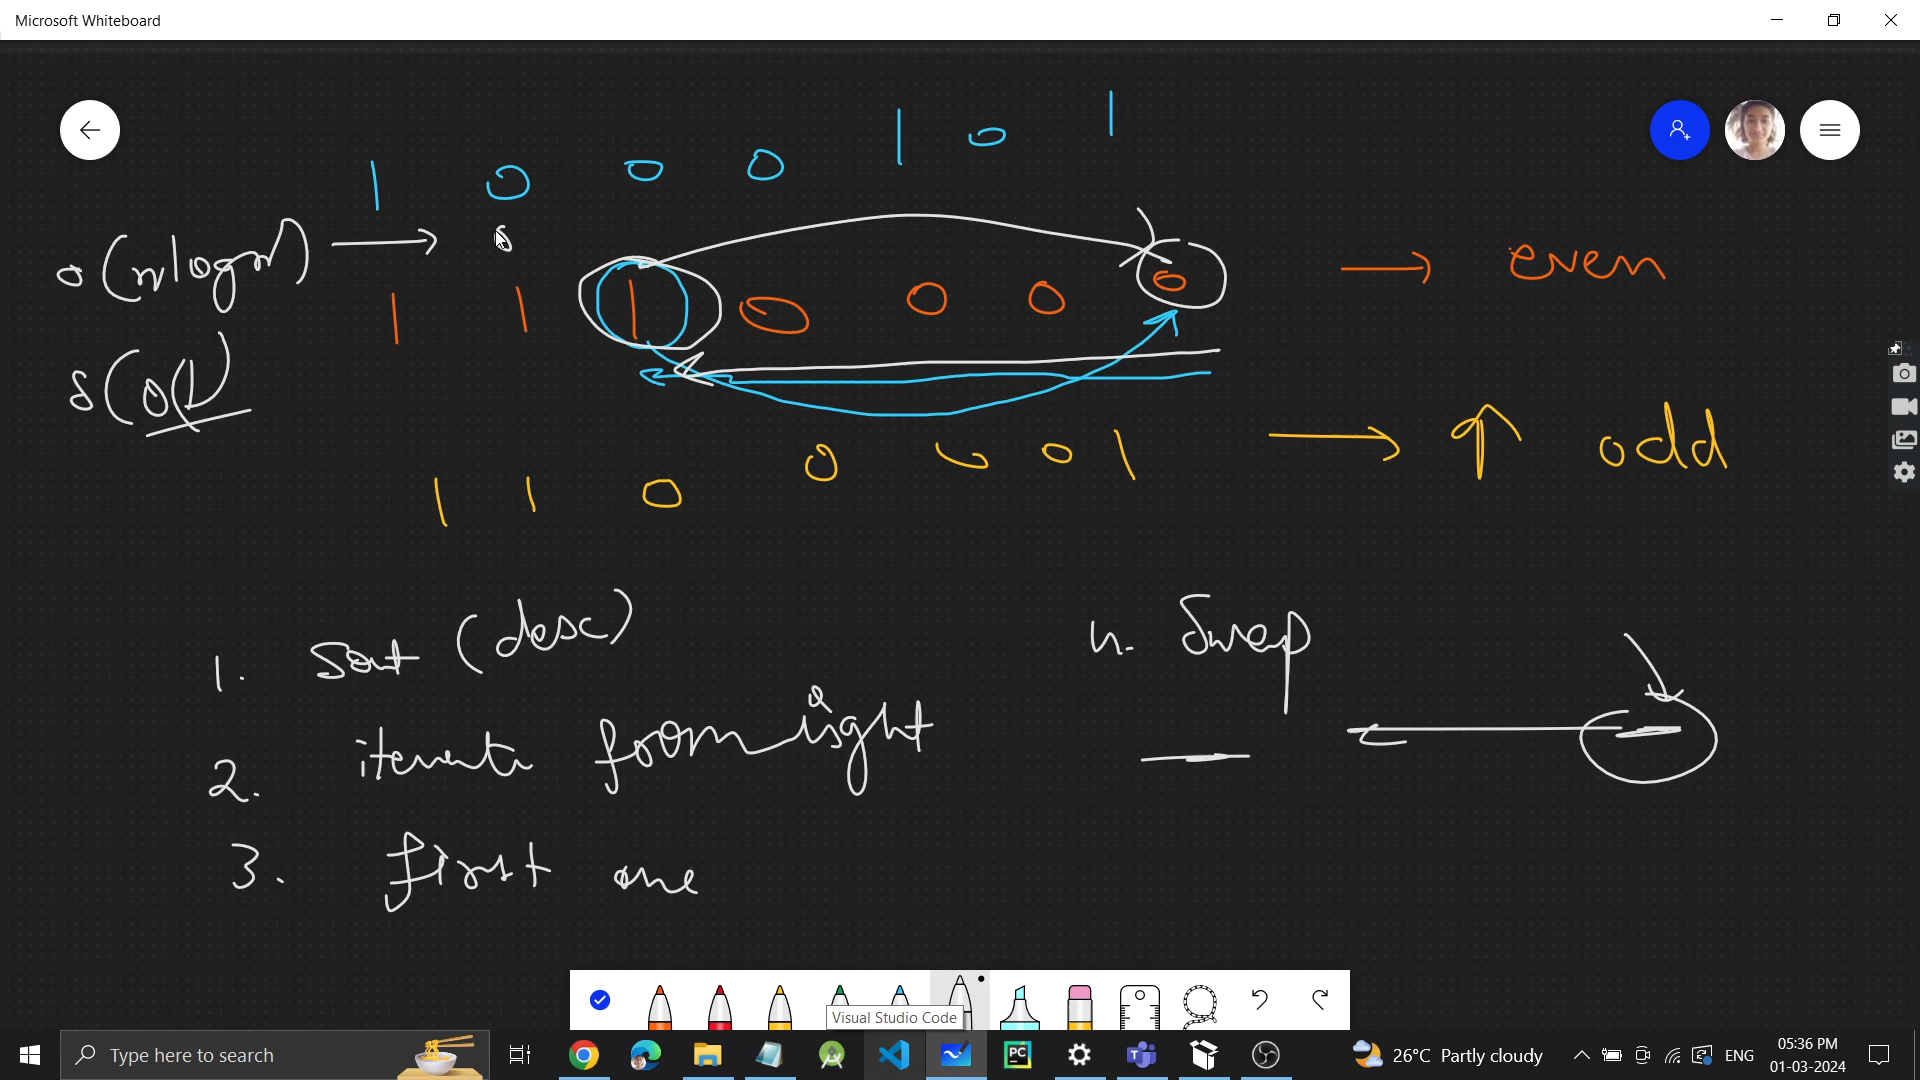 Microsoft Whiteboard
1 0 0 0 1 0 1
o(nlogn) → o
1 1 1 0 0 0 0 → even
S(O(1)
1 1 0 0 0 0 1 → ↑ odd
1. Sort (desc)
4. Swap
2. iterate from right
3. first one
Visual Studio Code
Type here to search
PC
26°C Partly cloudy
ENG
05:36 PM
01-03-2024